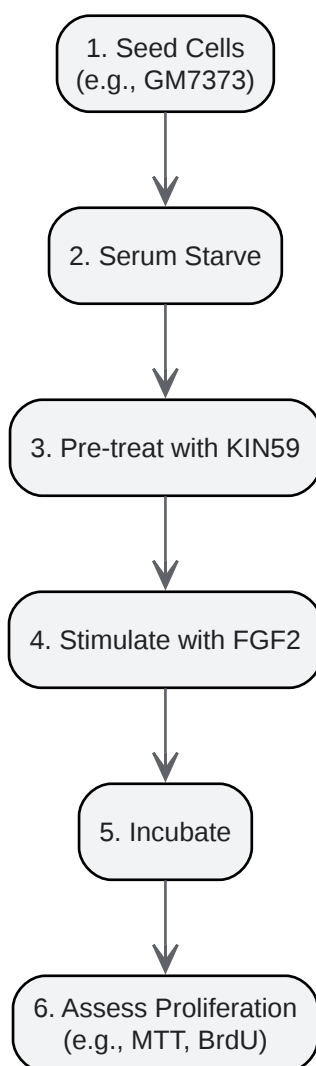 1. Seed Cells
(e.g., GM7373)
2. Serum Starve
3. Pre-treat with KIN59
4. Stimulate with FGF2
5. Incubate
6. Assess Proliferation
(e.g., MTT, BrdU)